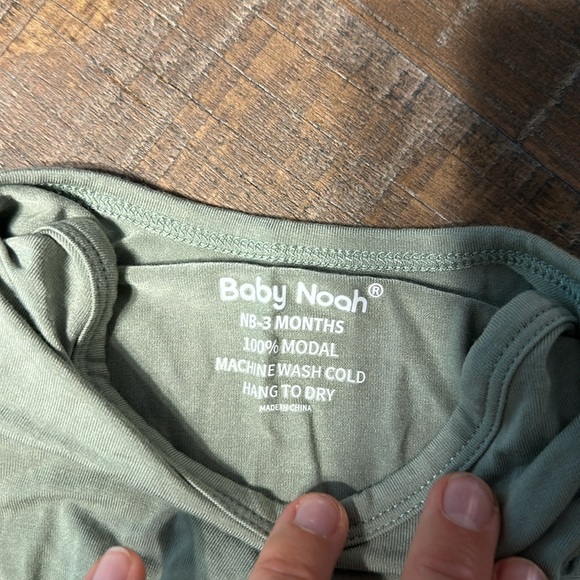 Baby Noah®
NB-3 MONTHS
100% MODAL
MACHINE WASH COLD
HANG TO DRY
MADE IN CHINA